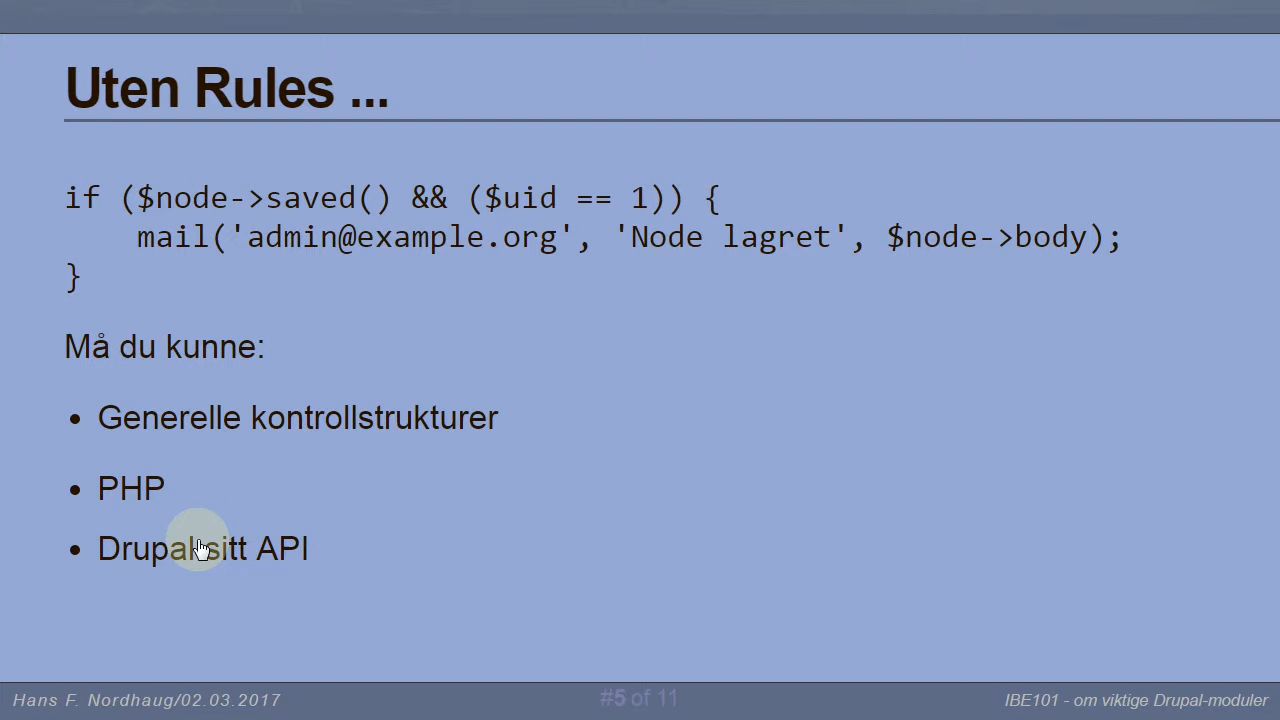 Uten Rules ...
if ($node->saved() && ($uid == 1)) {
    mail('admin@example.org', 'Node lagret', $node->body);
}
Må du kunne:
• Generelle kontrollstrukturer
• PHP
• Drupal sitt API
Hans F. Nordhaug/02.03.2017
#5 of 11
IBE101 - om viktige Drupal-moduler